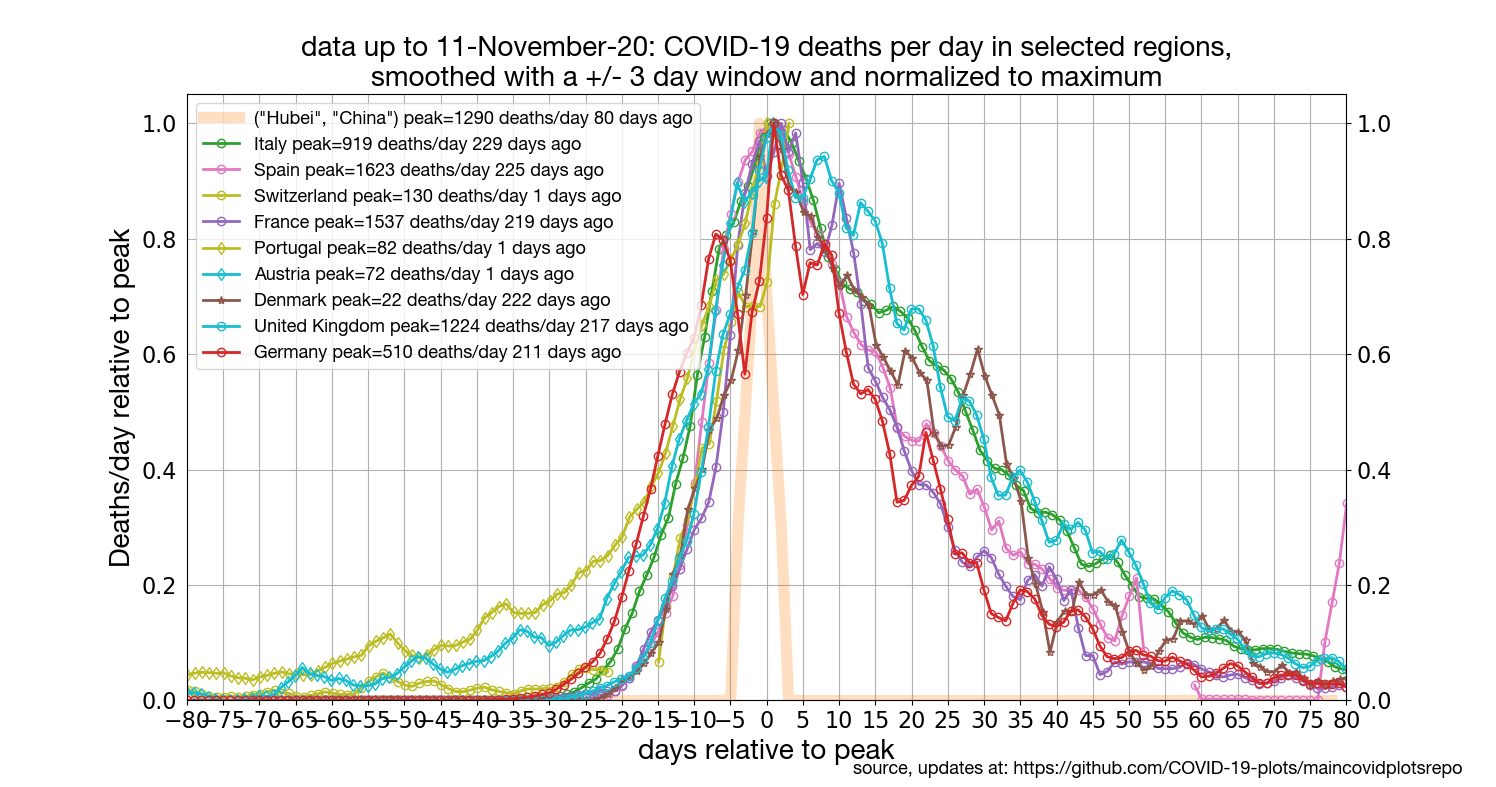 data up to 11-November-20: COVID-19 deaths per day in selected regions,
smoothed with a +/- 3 day window and normalized to maximum
("Hubei", "China") peak=1290 deaths/day 80 days ago
Italy peak=919 deaths/day 229 days ago
Spain peak=1623 deaths/day 225 days ago
Switzerland peak=130 deaths/day 1 days ago
France peak=1537 deaths/day 219 days ago
Portugal peak=82 deaths/day 1 days ago
Austria peak=72 deaths/day 1 days ago
Denmark peak=22 deaths/day 222 days ago
United Kingdom peak=1224 deaths/day 217 days ago
Germany peak=510 deaths/day 211 days ago
Deaths/day relative to peak
1.0
0.8
0.6
0.4
0.2
0.0
1.0
0.8
0.6
0.4
0.2
0.0
−80 −75 −70 −65 −60 −55 −50 −45 −40 −35 −30 −25 −20 −15 −10 −5 0 5 10 15 20 25 30 35 40 45 50 55 60 65 70 75 80
days relative to peak
source, updates at: https://github.com/COVID-19-plots/maincovidplotsrepo